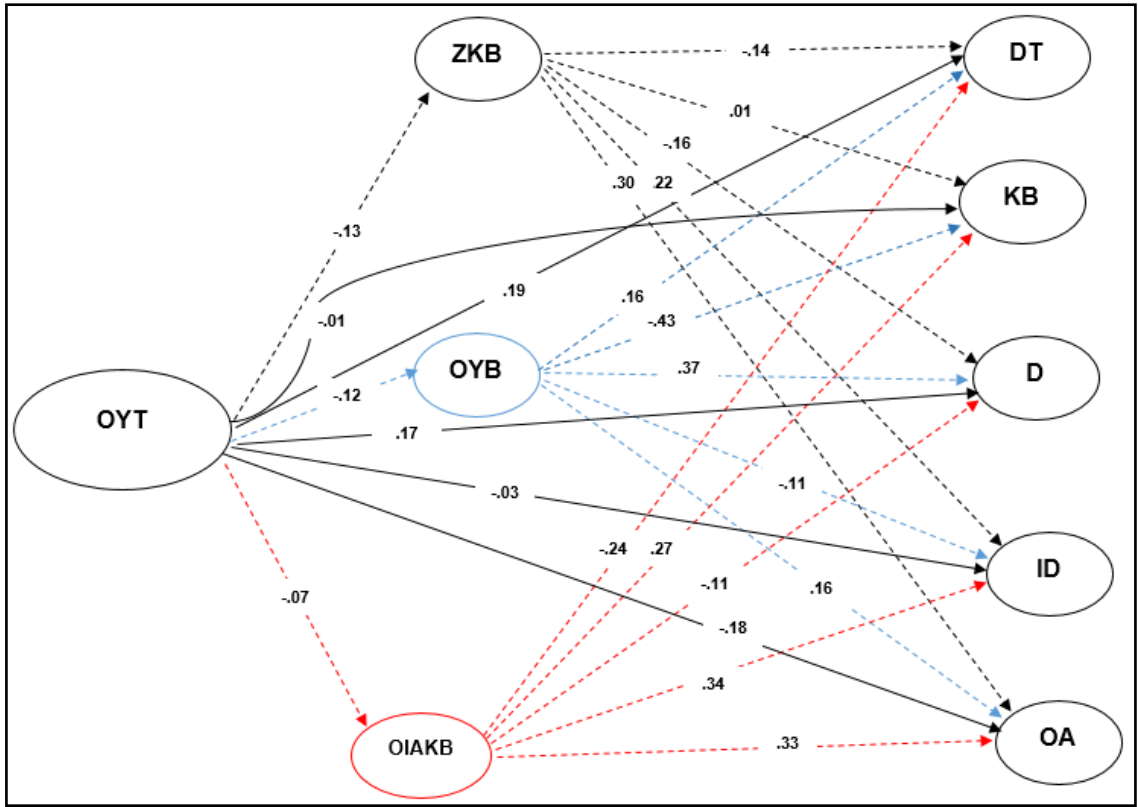 ZKB
DT
-.14
.01
-.16
.30
.22
KB
-.13
.19
.16
-.01
-.43
OYB
.37
D
-.12
OYT
.17
-.11
-.03
-.24
.27
ID
-.11
.16
-.07
-.18
.34
OIAKB
.33
OA